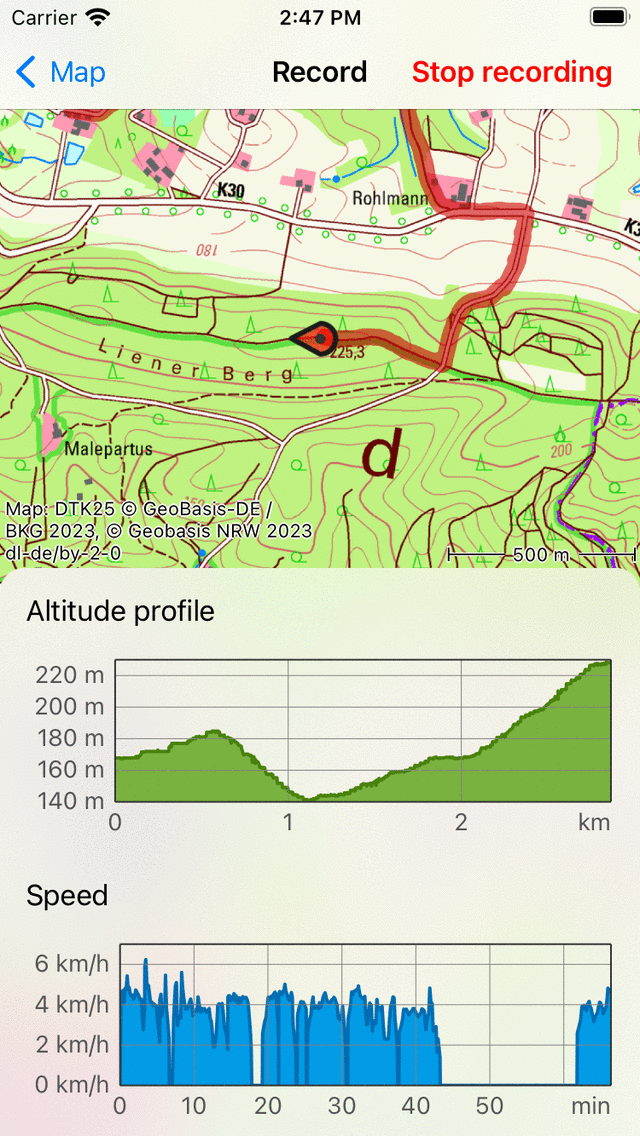 Carrier 2:47 PM
Map Record Stop recording
K30
Rohlmann
K3
180
225,3
Liener Berg
Malepartus
d
200
Map: DTK25 © GeoBasis-DE /
BKG 2023, © Geobasis NRW 2023
dl-de/by-2-0
500 m
Altitude profile
220 m
200 m
180 m
160 m
140 m
0 1 2 km
Speed
6 km/h
4 km/h
2 km/h
0 km/h
0 10 20 30 40 50 min